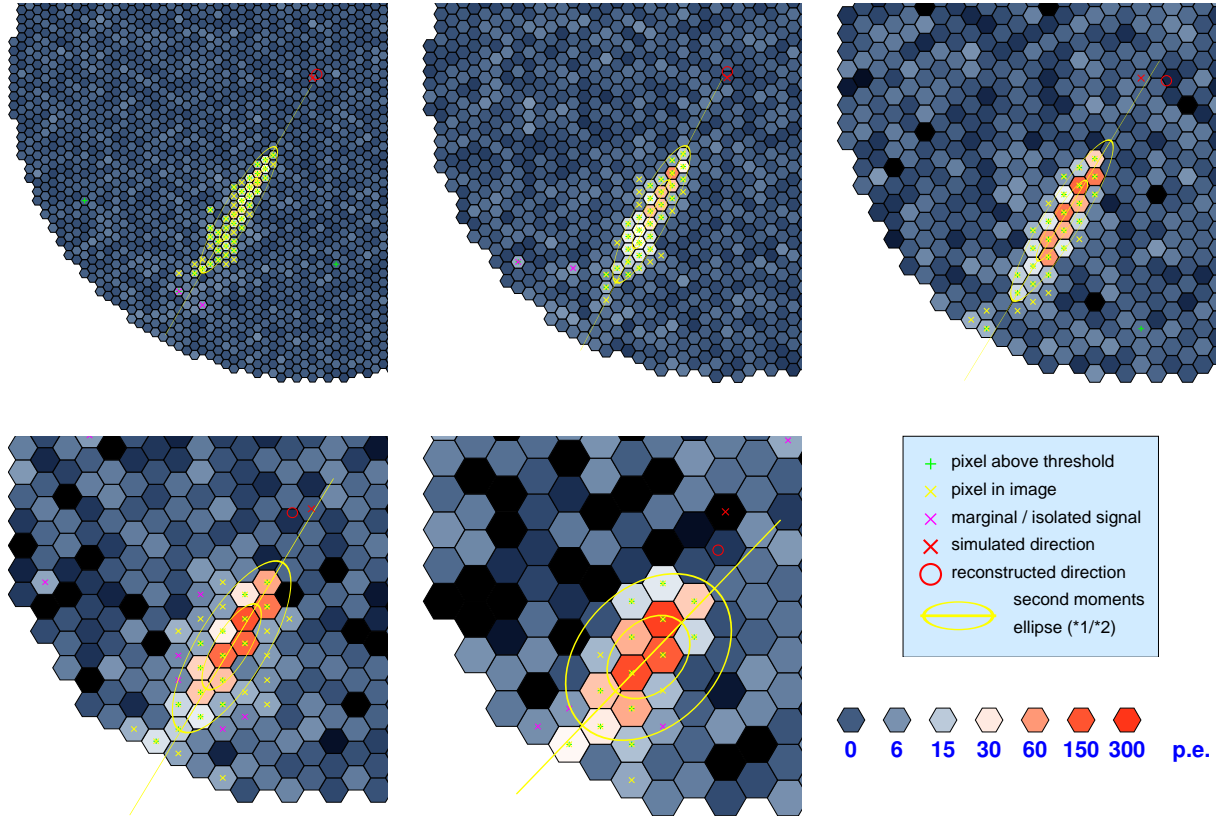 pixel above threshold
pixel in image
marginal / isolated signal
simulated direction
reconstructed direction
second moments
ellipse (*1/*2)
0 6 15 30 60 150 300 p.e.